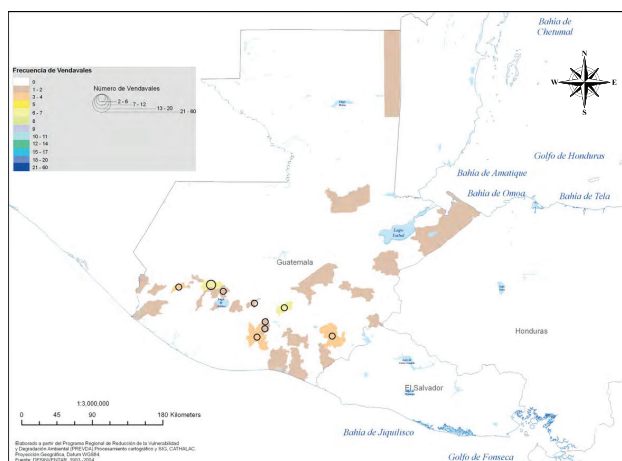 Bahía de
Chetumal
N
W
E
S
Frecuencia de Vendavales
Número de Vendavales
0
1 - 2
3 - 4
5
6 - 7
8
9
10 - 11
12 - 14
15 - 17
18 - 20
21 - 60
2 - 6
7 - 12
13 - 20
21 - 60
Golfo de Honduras
Bahía de Amatique
Bahía de Omoa
Bahía de Tela
Lago
Izabal
Guatemala
Honduras
El Salvador
1:3,000,000
0
45
90
180 Kilometers
Bahía de Jiquilisco
Golfo de Fonseca
Elaborado a partir del Programa Regional de Reducción de la Vulnerabilidad
y Degradación Ambiental (PREVDA) Procesamiento cartográfico y SIG, CATHALAC.
Proyección Geográfica, Datum WGS84.
Fuente: DESINVENTAR,